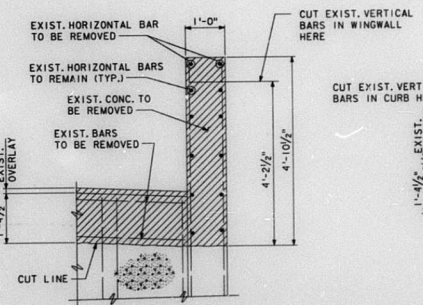 EXIST. HORIZONTAL BAR
TO BE REMOVED
1'-0"
CUT EXIST. VERTICAL
BARS IN WINGWALL
HERE
EXIST. HORIZONTAL BARS
TO REMAIN (TYP.)
EXIST. CONC. TO
BE REMOVED
EXIST. BARS
TO BE REMOVED
CUT EXIST. VERT
BARS IN CURB H
EXIST.
OVERLAY
4'-2½"
4'-10½"
1'-4½"
EXIST.
CUT LINE